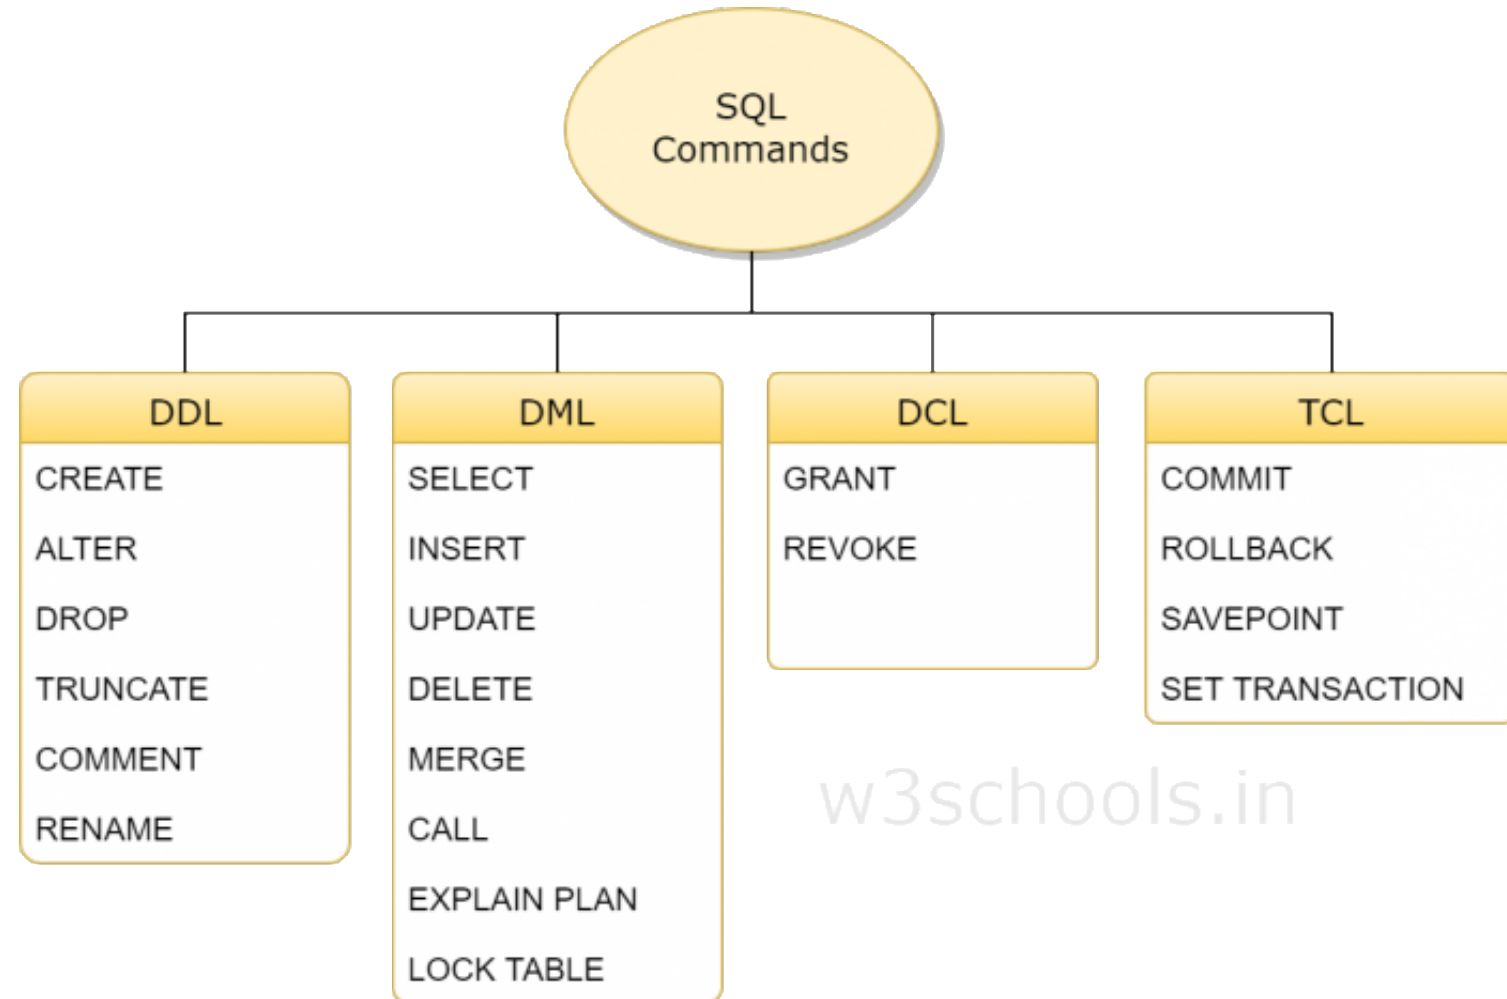 SQL
Commands
DDL
CREATE
ALTER
DROP
TRUNCATE
COMMENT
RENAME
DML
SELECT
INSERT
UPDATE
DELETE
MERGE
CALL
EXPLAIN PLAN
LOCK TABLE
DCL
GRANT
REVOKE
TCL
COMMIT
ROLLBACK
SAVEPOINT
SET TRANSACTION
w3schools.in